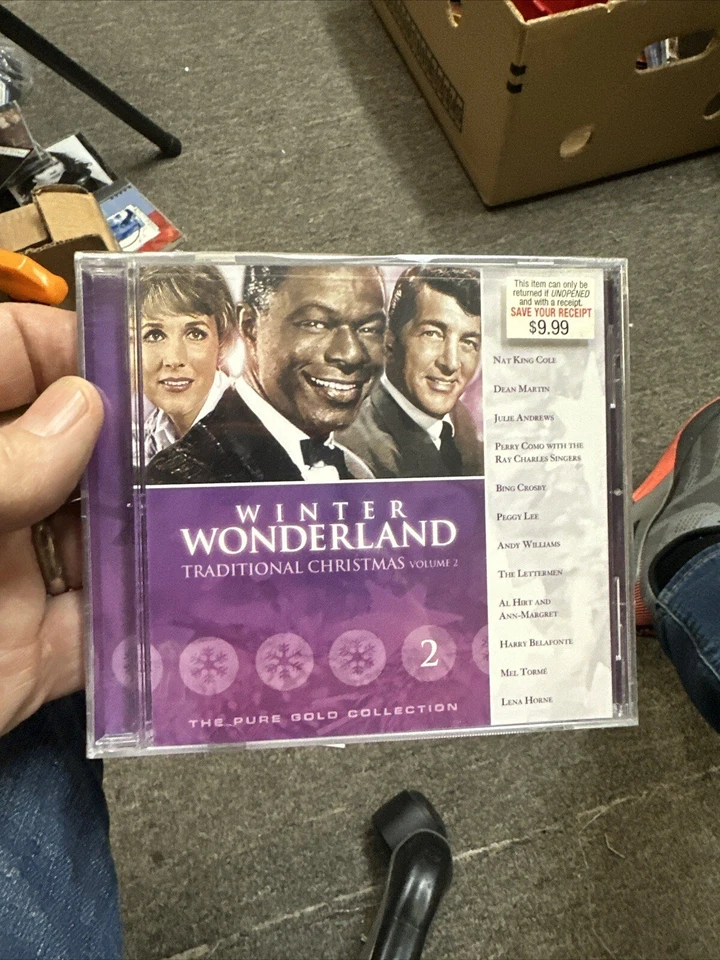 This item can only be
returned if UNOPENED
and with a receipt.
SAVE YOUR RECEIPT
$9.99
NAT KING COLE
DEAN MARTIN
JULIE ANDREWS
PERRY COMO WITH THE
RAY CHARLES SINGERS
BING CROSBY
PEGGY LEE
ANDY WILLIAMS
THE LETTERMEN
AL HIRT AND
ANN-MARGRET
HARRY BELAFONTE
MEL TORMÉ
LENA HORNE
WINTER
WONDERLAND
TRADITIONAL CHRISTMAS VOLUME 2
2
THE PURE GOLD COLLECTION